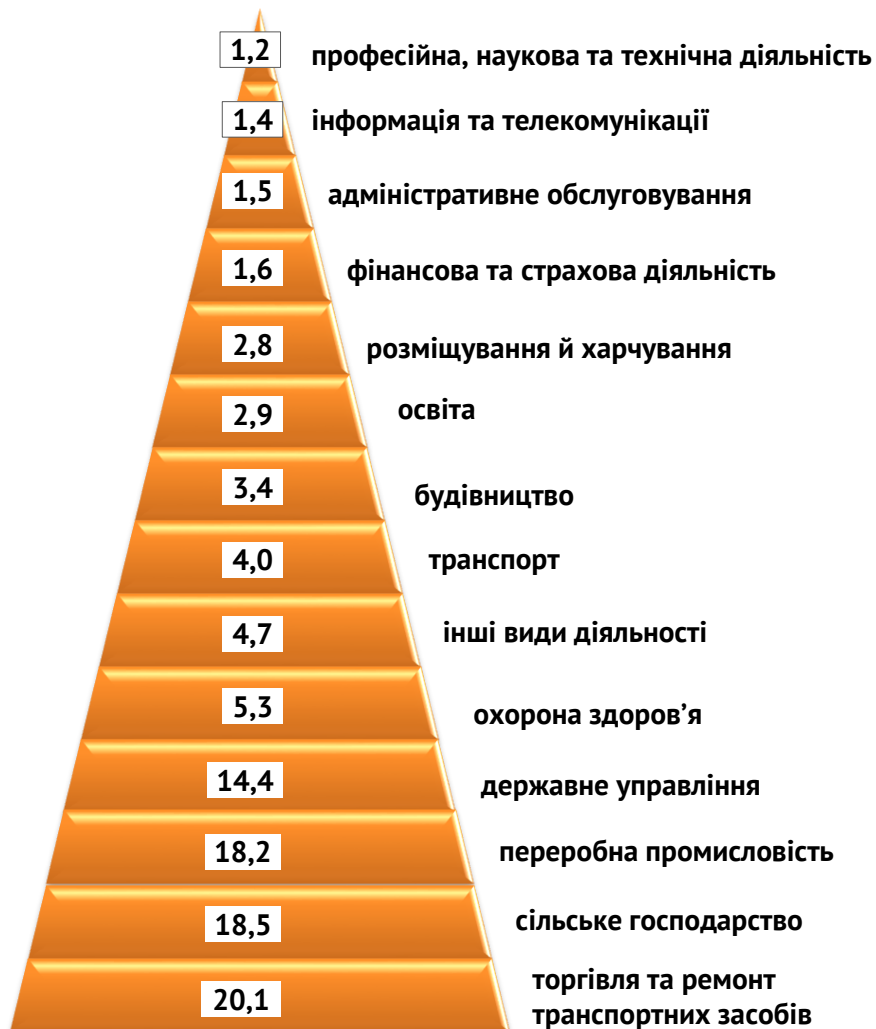 1,2 професійна, наукова та технічна діяльність
1,4 інформація та телекомунікації
1,5 адміністративне обслуговування
1,6 фінансова та страхова діяльність
2,8 розміщування й харчування
2,9 освіта
3,4 будівництво
4,0 транспорт
4,7 інші види діяльності
5,3 охорона здоров’я
14,4 державне управління
18,2 переробна промисловість
18,5 сільське господарство
20,1 торгівля та ремонт
транспортних засобів